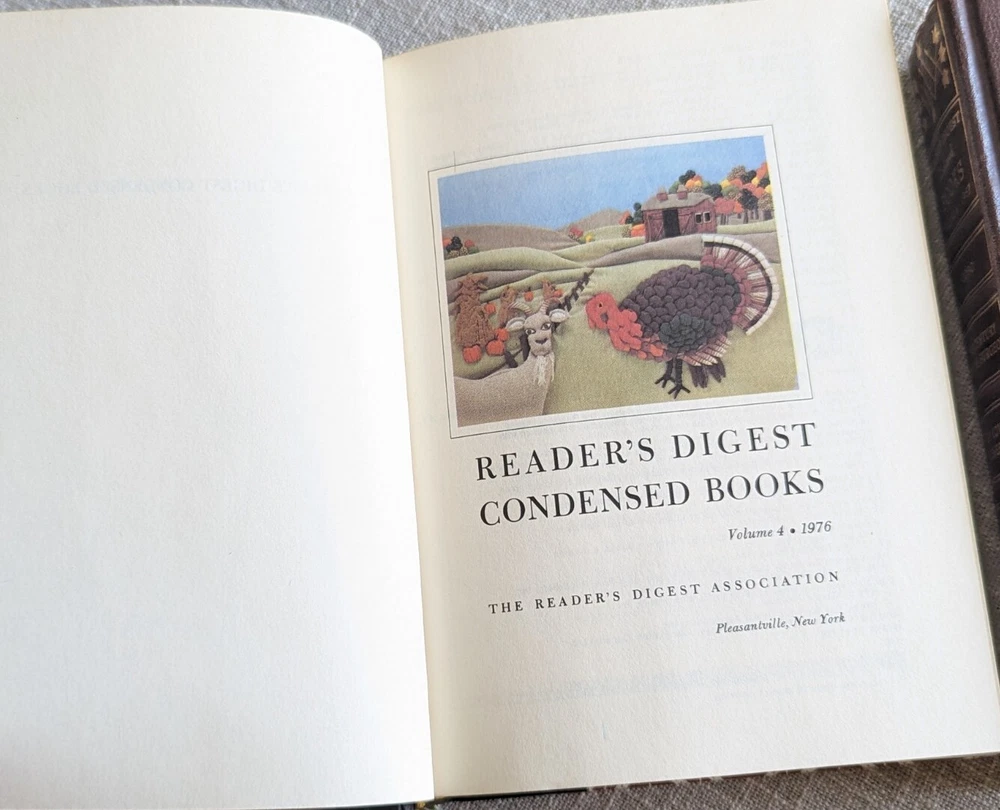 READER'S DIGEST
CONDENSED BOOKS
Volume 4 • 1976
THE READER'S DIGEST ASSOCIATION
Pleasantville, New York